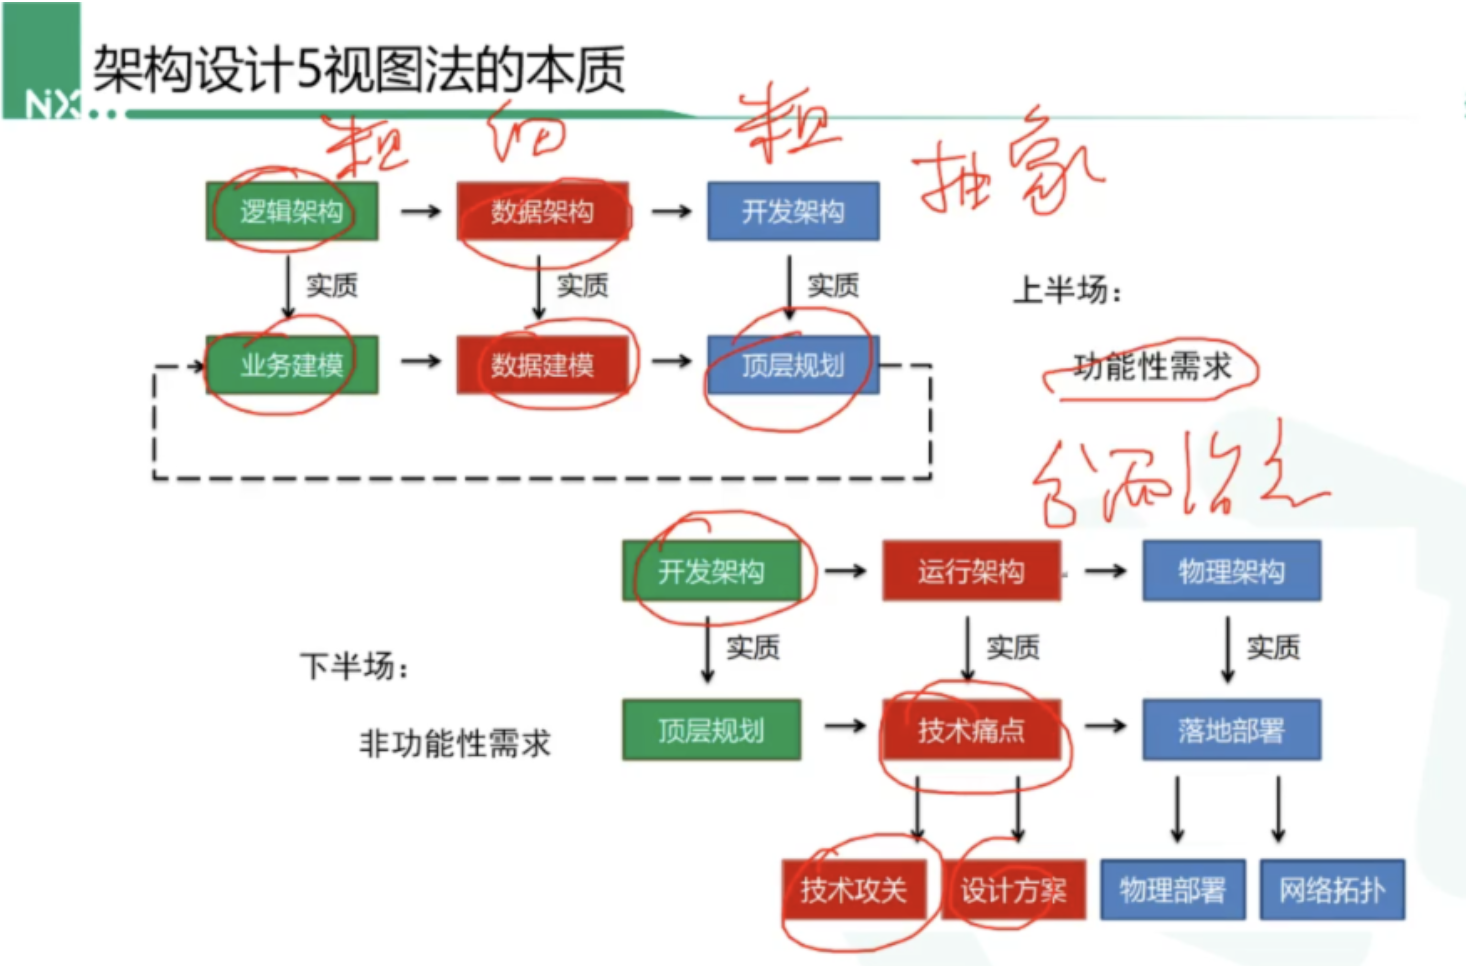 架构设计5视图法的本质
NX
粗 细 粗 抽象
逻辑架构 数据架构 开发架构
实质 实质 实质
上半场：
业务建模 数据建模 顶层规划
功能性需求
分而治之
开发架构 运行架构 物理架构
实质 实质 实质
下半场：
顶层规划 技术痛点 落地部署
非功能性需求
技术攻关 设计方案 物理部署 网络拓扑